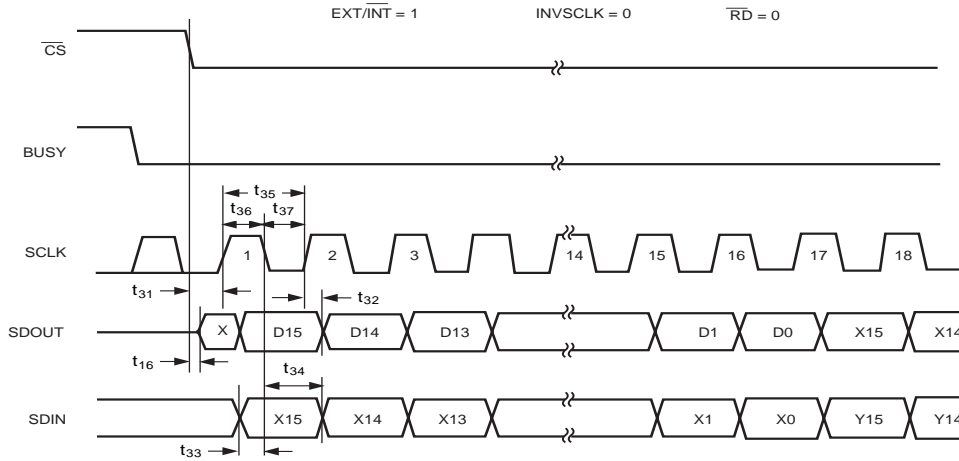 EXT/INT = 1 INVSCLK = 0 RD = 0
CS
BUSY
t35
t36 t37
SCLK 1 2 3 14 15 16 17 18
t31 t32
SDOUT X D15 D14 D13 D1 D0 X15 X14
t16 t34
SDIN X15 X14 X13 X1 X0 Y15 Y14
t33